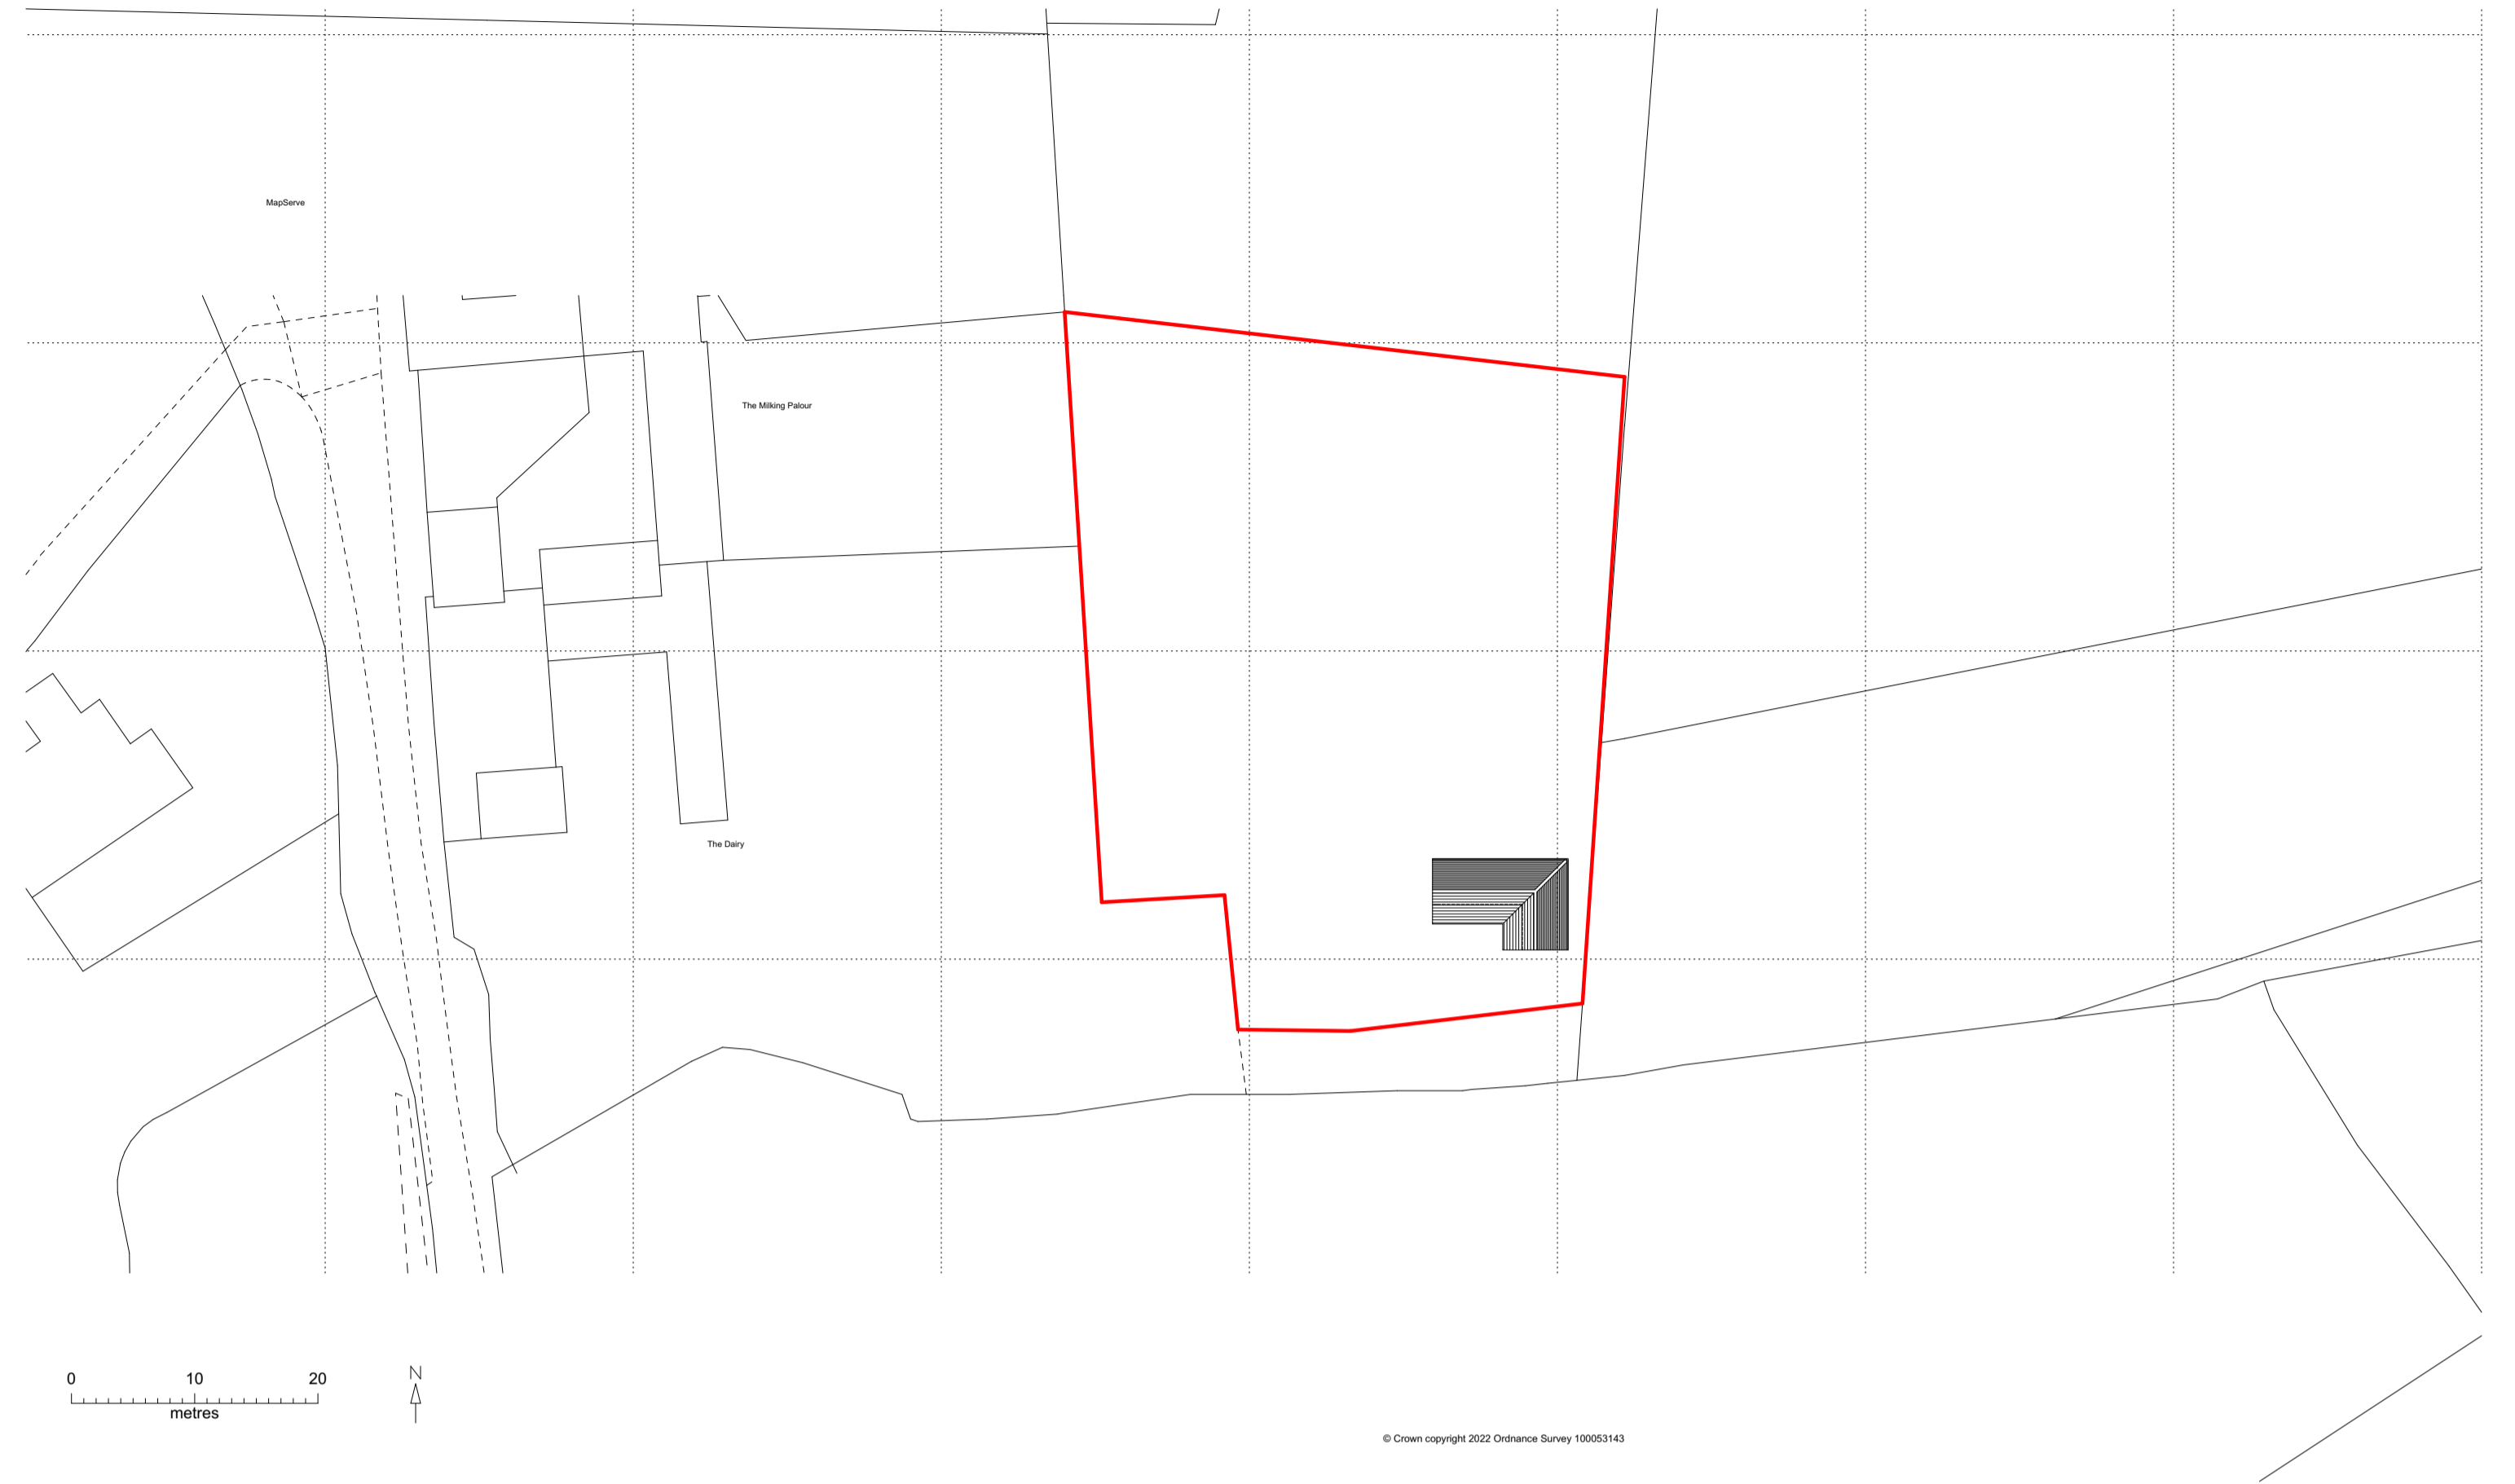 MapServe
The Milking Palour
The Dairy
0 10 20
metres
N
© Crown copyright 2022 Ordnance Survey 100053143